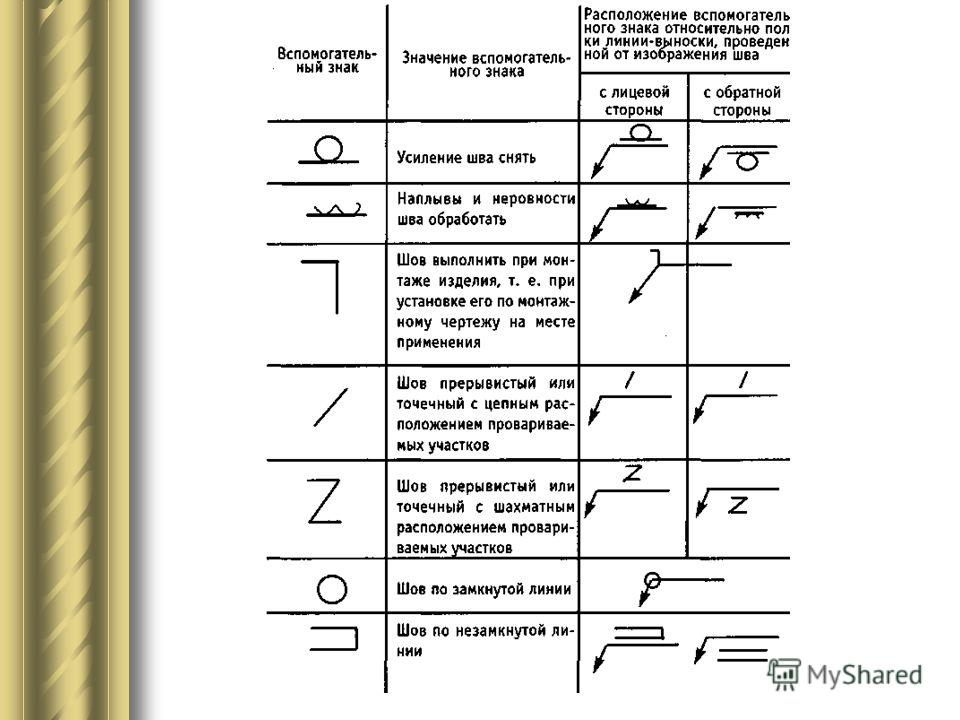 Вспомогатель-
ный знак
Значение вспомогатель-
ного знака
Расположение вспомогатель
ного знака относительно пол
ки линии-выноски, проведен
ной от изображения шва
с лицевой
стороны
с обратной
стороны
Усиление шва снять
Наплывы и неровности
шва обработать
Шов выполнить при мон-
таже изделия, т. е. при
установке его по монтаж-
ному чертежу на месте
применения
Шов прерывистый или
точечный с цепным рас-
положением проваривае-
мых участков
Шов прерывистый или
точечный с шахматным
расположением провари-
ваемых участков
Шов по замкнутой линии
Шов по незамкнутой ли-
нии
MyShared